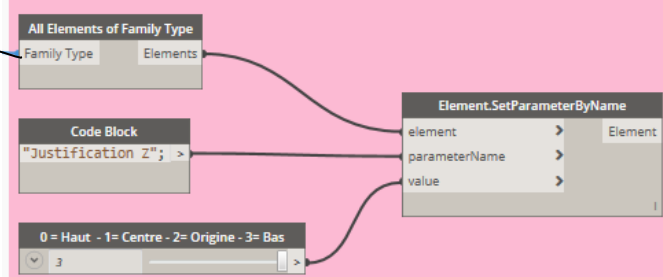 All Elements of Family Type
Family Type Elements
Code Block
"Justification Z"; >
0 = Haut - 1= Centre - 2= Origine - 3= Bas
3 >
Element.SetParameterByName
element > Element
parameterName >
value >
l